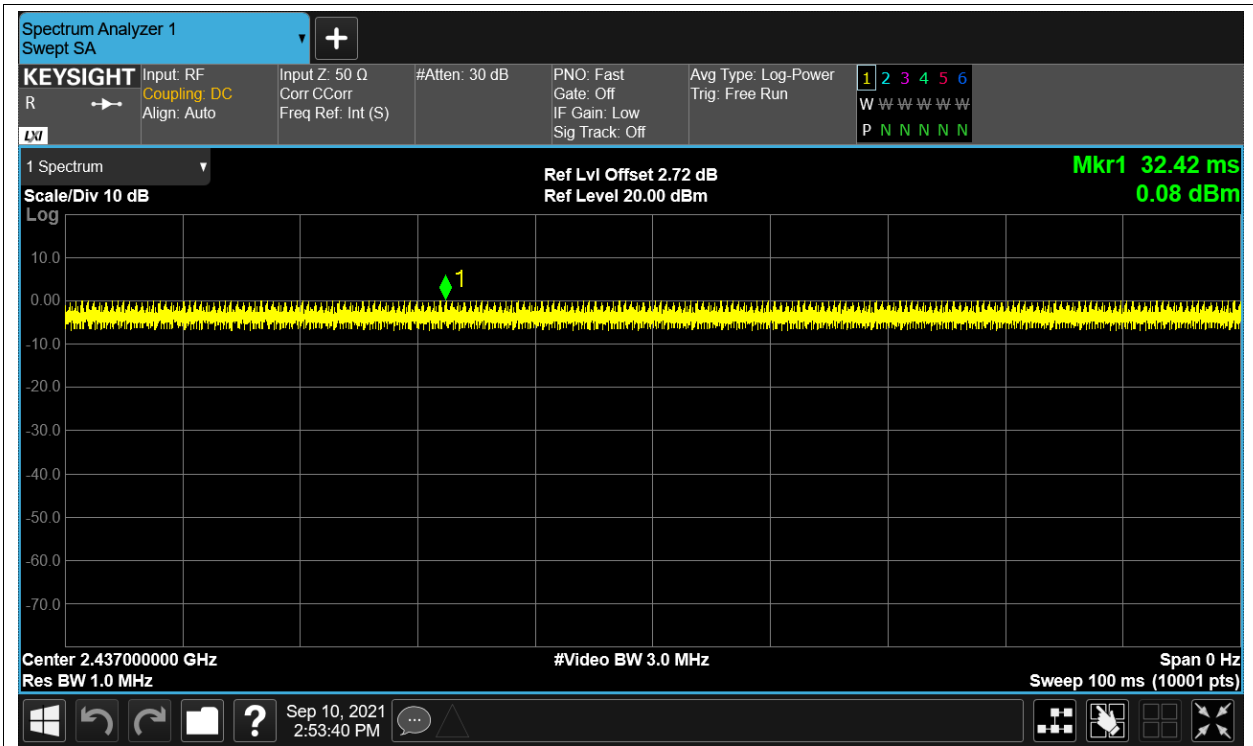 Spectrum Analyzer 1
Swept SA
▼
+
KEYSIGHT
R
LXI
Input: RF
Coupling: DC
Align: Auto
Input Z: 50 Ω
Corr CCorr
Freq Ref: Int (S)
#Atten: 30 dB
PNO: Fast
Gate: Off
IF Gain: Low
Sig Track: Off
Avg Type: Log-Power
Trig: Free Run
1 2 3 4 5 6
W W W W W W
P N N N N N
1 Spectrum ▼
Scale/Div 10 dB
Log
Ref Lvl Offset 2.72 dB
Ref Level 20.00 dBm
Mkr1 32.42 ms
0.08 dBm
1
10.0
0.00
-10.0
-20.0
-30.0
-40.0
-50.0
-60.0
-70.0
Center 2.437000000 GHz
Res BW 1.0 MHz
#Video BW 3.0 MHz
Span 0 Hz
Sweep 100 ms (10001 pts)
?
Sep 10, 2021
2:53:40 PM